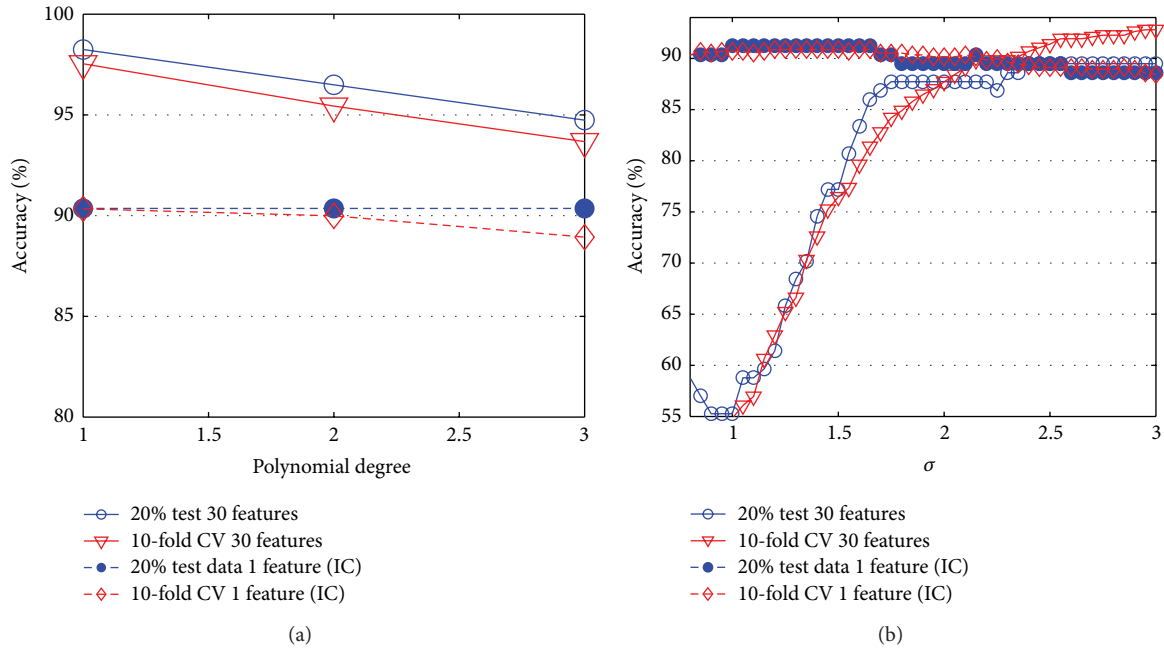 100
95
90
85
80
Accuracy (%)
1
1.5
2
2.5
3
Polynomial degree
20% test 30 features
10-fold CV 30 features
20% test data 1 feature (IC)
10-fold CV 1 feature (IC)
(a)
90
85
80
75
70
65
60
55
Accuracy (%)
1
1.5
2
2.5
3
σ
20% test 30 features
10-fold CV 30 features
20% test data 1 feature (IC)
10-fold CV 1 feature (IC)
(b)